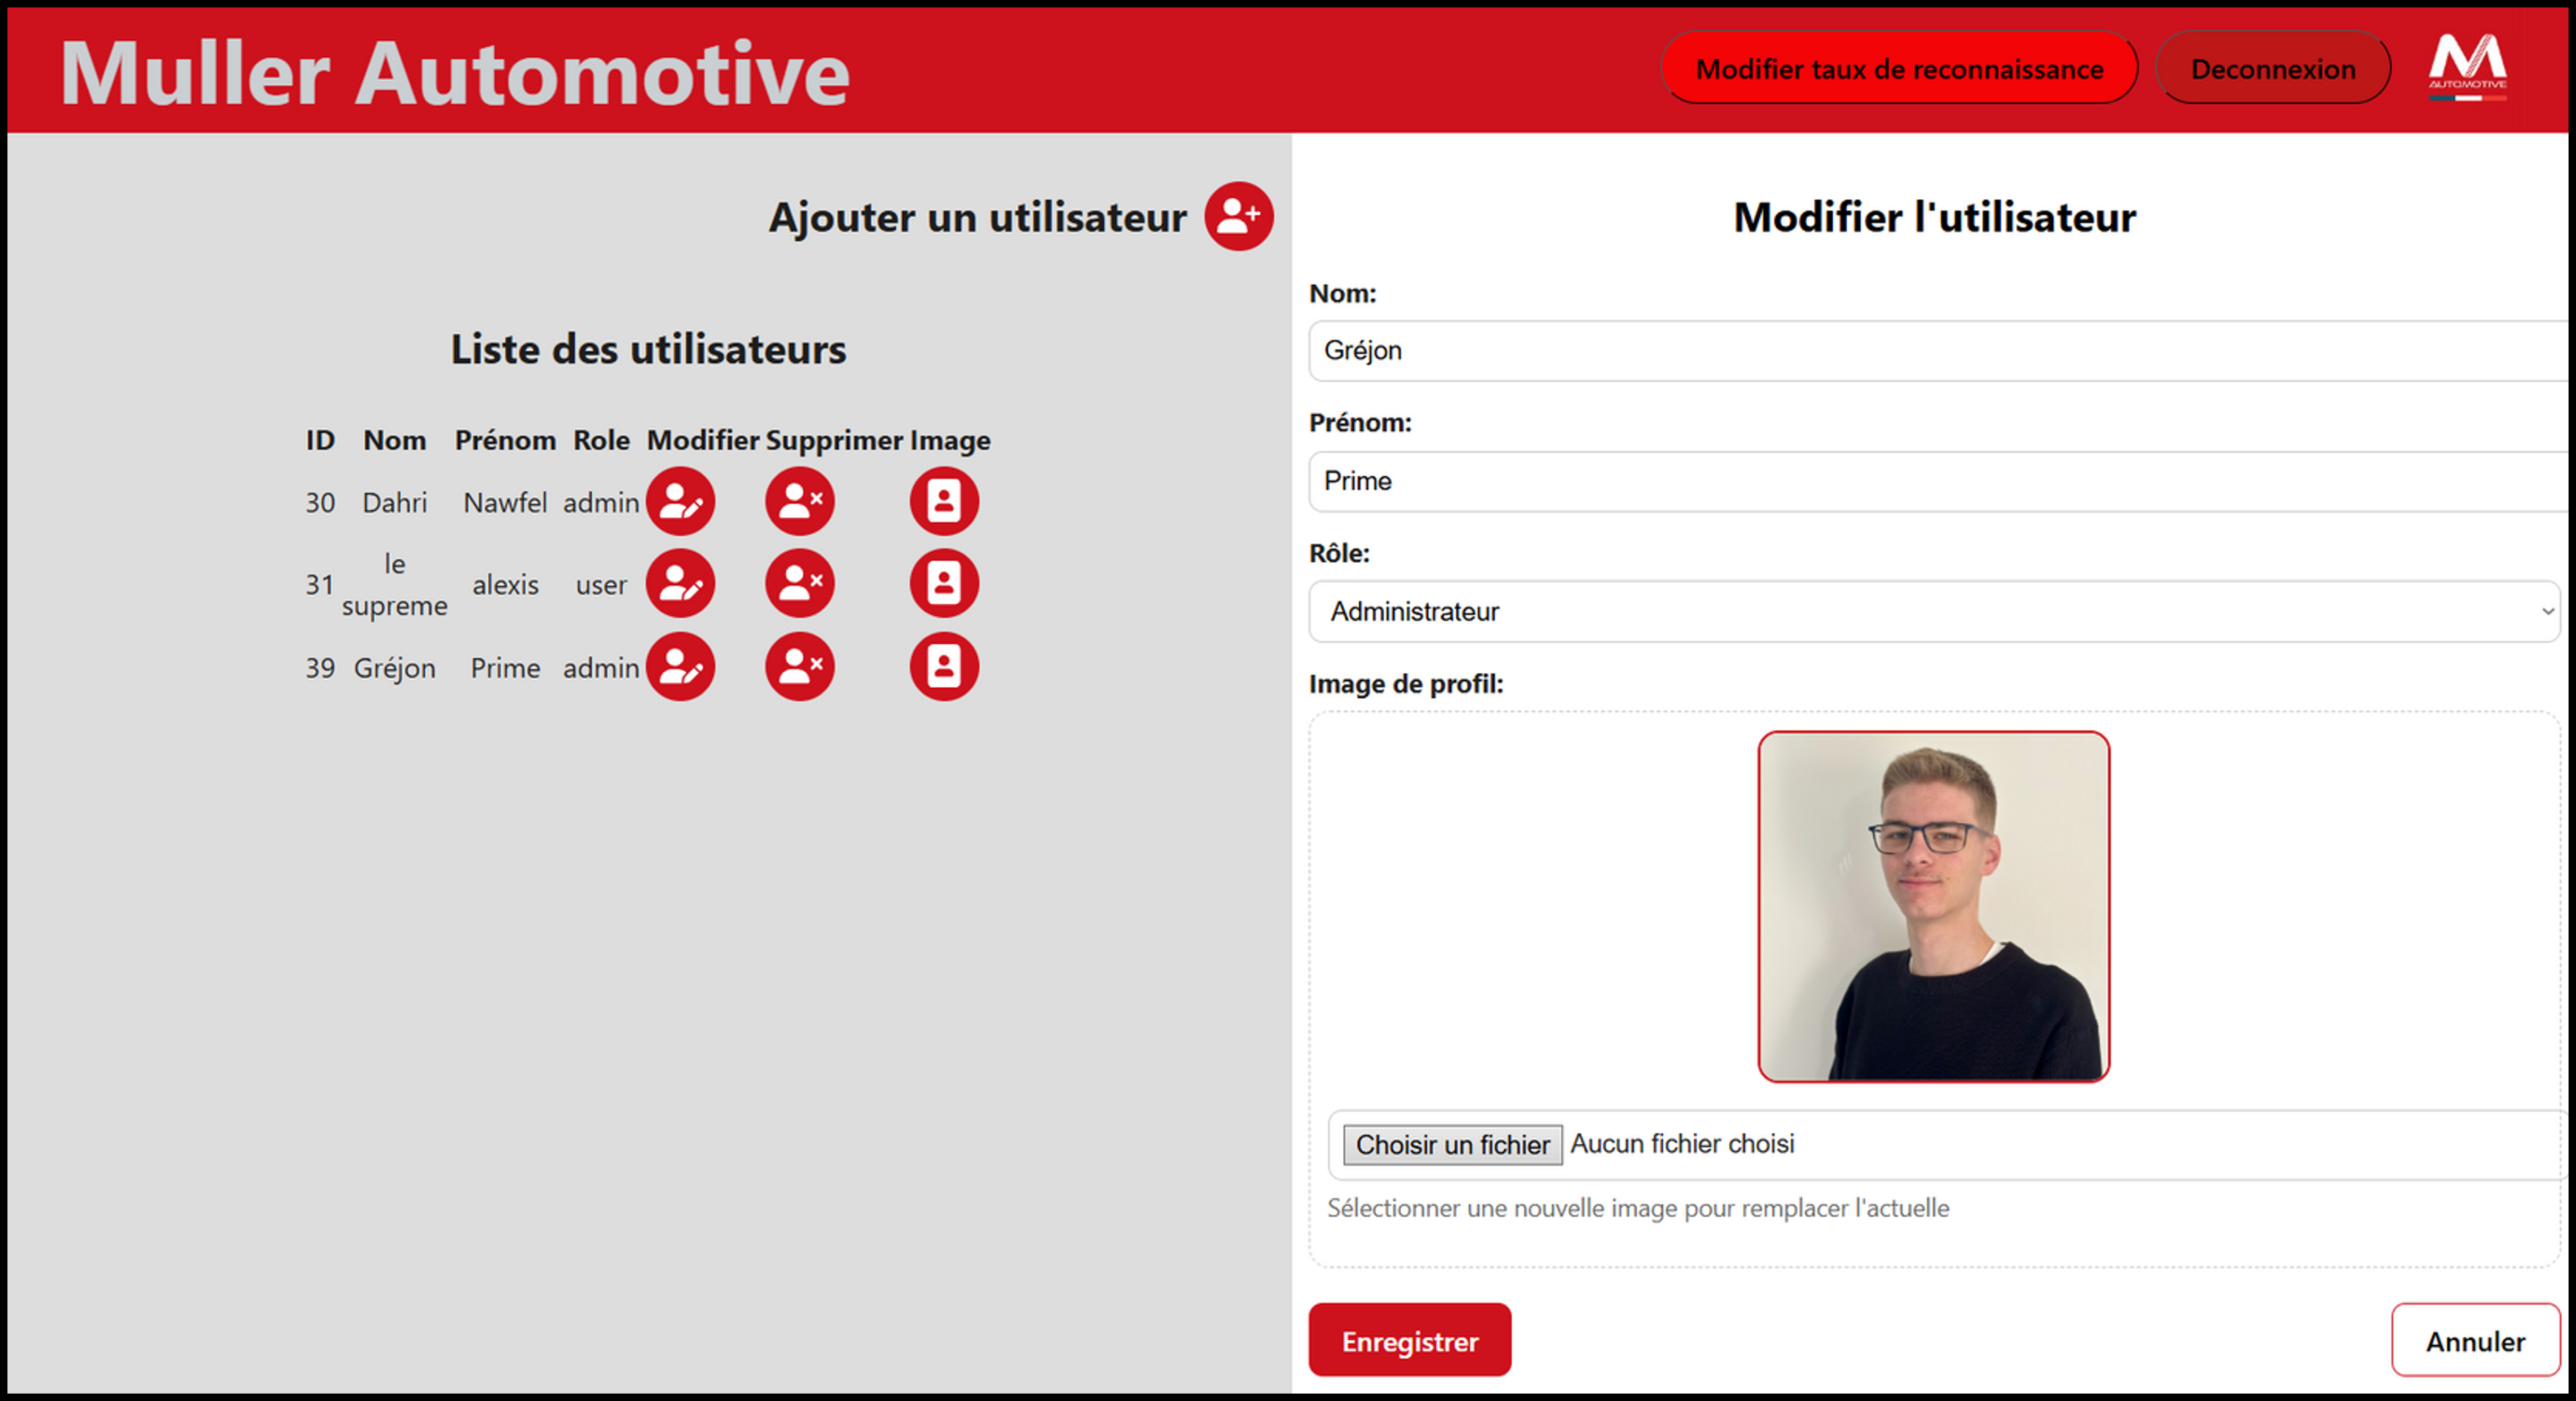 Muller Automotive
Modifier taux de reconnaissance
Deconnexion
AUTOMOTIVE
Ajouter un utilisateur
Liste des utilisateurs
ID Nom Prénom Role Modifier Supprimer Image
30 Dahri Nawfel admin
31 le supreme alexis user
39 Gréjon Prime admin
Modifier l'utilisateur
Nom:
Gréjon
Prénom:
Prime
Rôle:
Administrateur
Image de profil:
Choisir un fichier Aucun fichier choisi
Sélectionner une nouvelle image pour remplacer l'actuelle
Enregistrer
Annuler